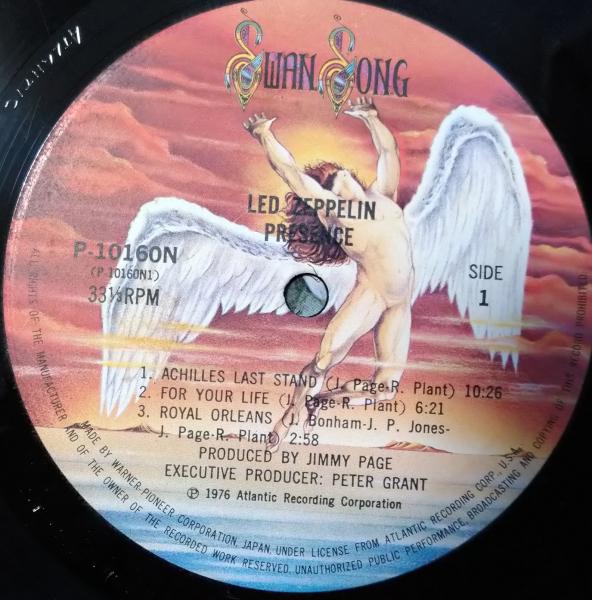 SWAN SONG
LED ZEPPELIN
PRESENCE
P-10160N
(P-10160N1)
33⅓RPM
SIDE
1
1. ACHILLES LAST STAND (J. Page-R. Plant) 10:26
2. FOR YOUR LIFE (J. Page-R. Plant) 6:21
3. ROYAL ORLEANS (J. Bonham-J. P. Jones-
J. Page-R. Plant) 2:58
PRODUCED BY JIMMY PAGE
EXECUTIVE PRODUCER: PETER GRANT
Ⓟ 1976 Atlantic Recording Corporation
MADE BY WARNER-PIONEER CORPORATION, JAPAN, UNDER LICENSE FROM ATLANTIC RECORDING CORP. - U.S.A.
ALL RIGHTS OF THE MANUFACTURER AND OF THE OWNER OF THE RECORDED WORK RESERVED. UNAUTHORIZED PUBLIC PERFORMANCE, BROADCASTING AND COPYING OF THIS RECORD PROHIBITED
ATLANTIC